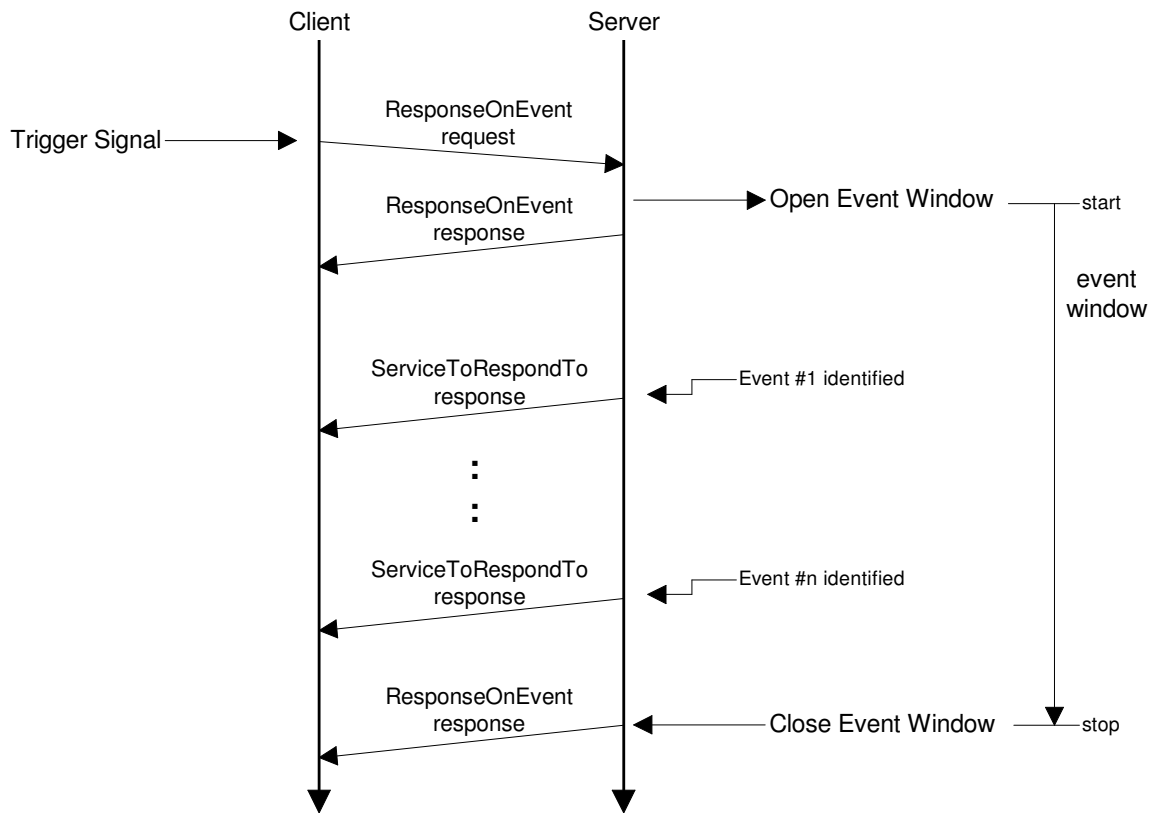 Client
Server
ResponseOnEvent
request
Trigger Signal
Open Event Window
start
ResponseOnEvent
response
event
window
ServiceToRespondTo
response
Event #1 identified
:
:
ServiceToRespondTo
response
Event #n identified
ResponseOnEvent
response
Close Event Window
stop